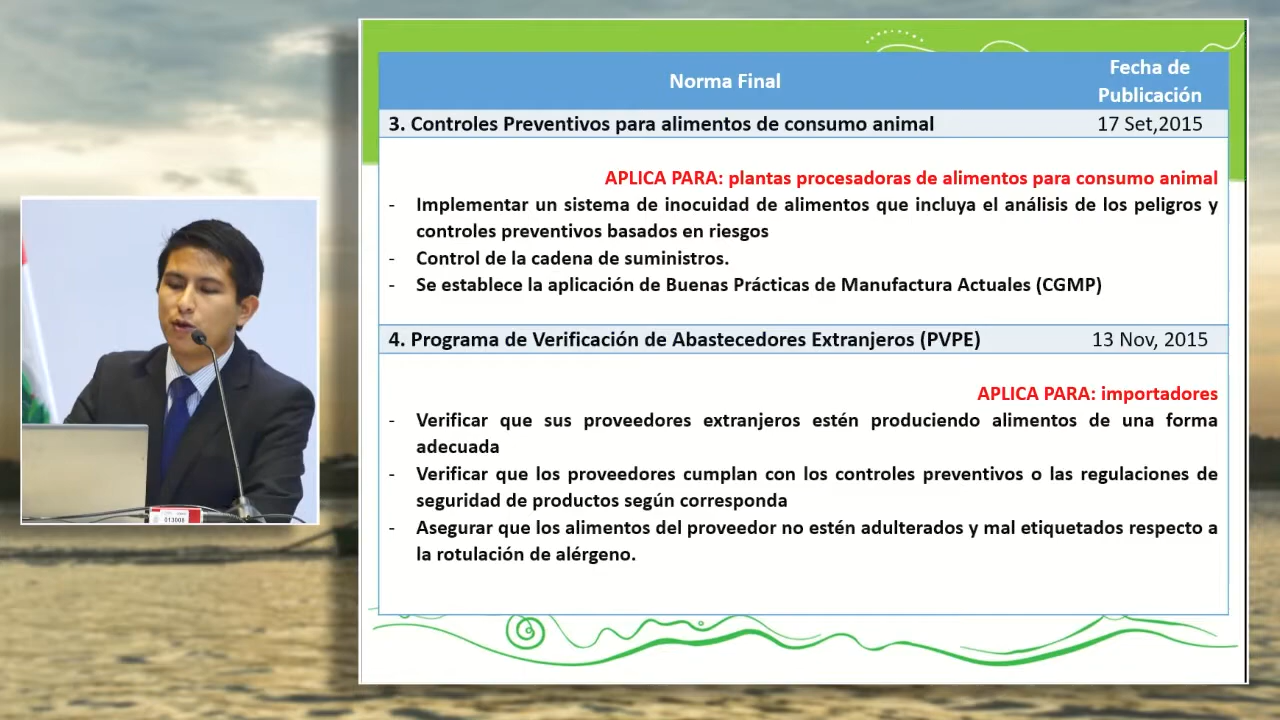 Norma Final
Fecha de
Publicación
3. Controles Preventivos para alimentos de consumo animal
17 Set,2015
APLICA PARA: plantas procesadoras de alimentos para consumo animal
- Implementar un sistema de inocuidad de alimentos que incluya el análisis de los peligros y
controles preventivos basados en riesgos
- Control de la cadena de suministros.
- Se establece la aplicación de Buenas Prácticas de Manufactura Actuales (CGMP)
4. Programa de Verificación de Abastecedores Extranjeros (PVPE)
13 Nov, 2015
APLICA PARA: importadores
- Verificar que sus proveedores extranjeros estén produciendo alimentos de una forma
adecuada
- Verificar que los proveedores cumplan con los controles preventivos o las regulaciones de
seguridad de productos según corresponda
- Asegurar que los alimentos del proveedor no estén adulterados y mal etiquetados respecto a
la rotulación de alérgeno.
013006